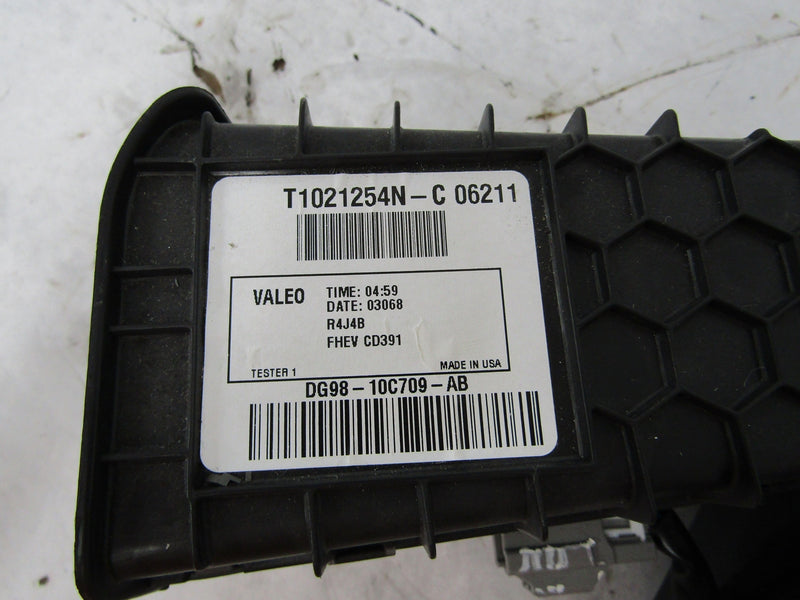 T1021254N-C 06211
VALEO
TIME: 04:59
DATE: 03068
R4J4B
FHEV CD391
TESTER 1
MADE IN USA
DG98-10C709-AB